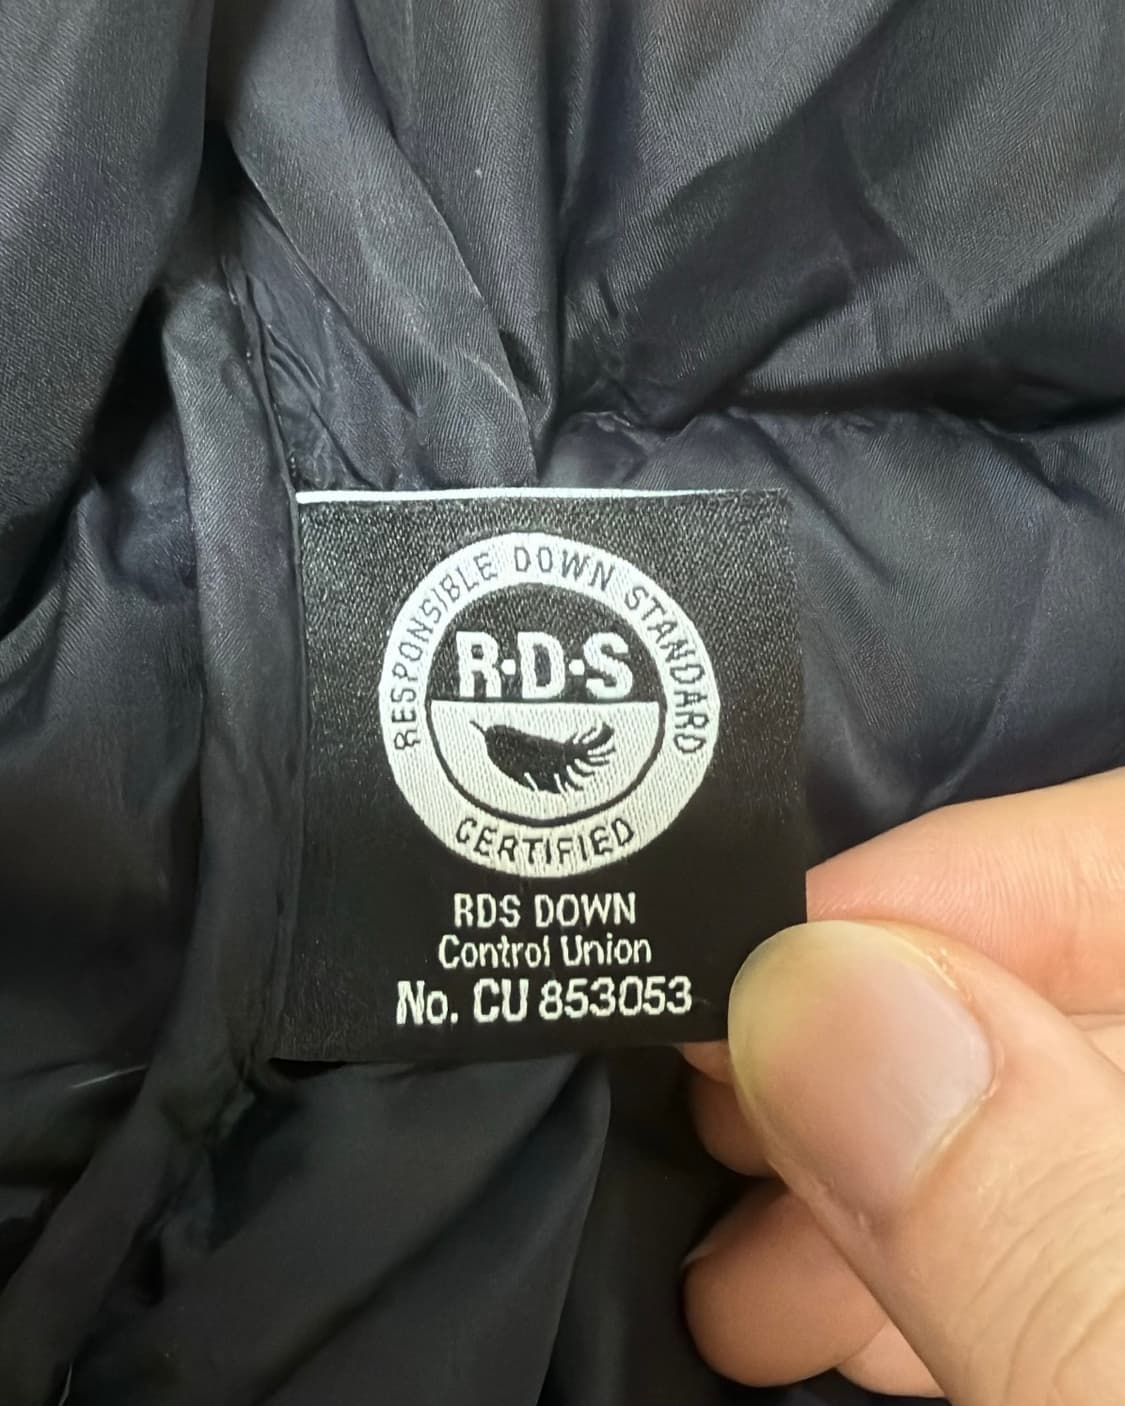 RESPONSIBLE DOWN STANDARD
R·D·S
CERTIFIED
RDS DOWN
Control Union
No. CU 853053